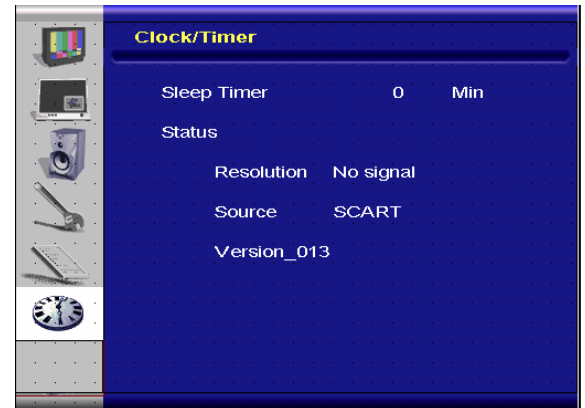 Clock/Timer
Sleep Timer 0 Min
Status
Resolution No signal
Source SCART
Version_013